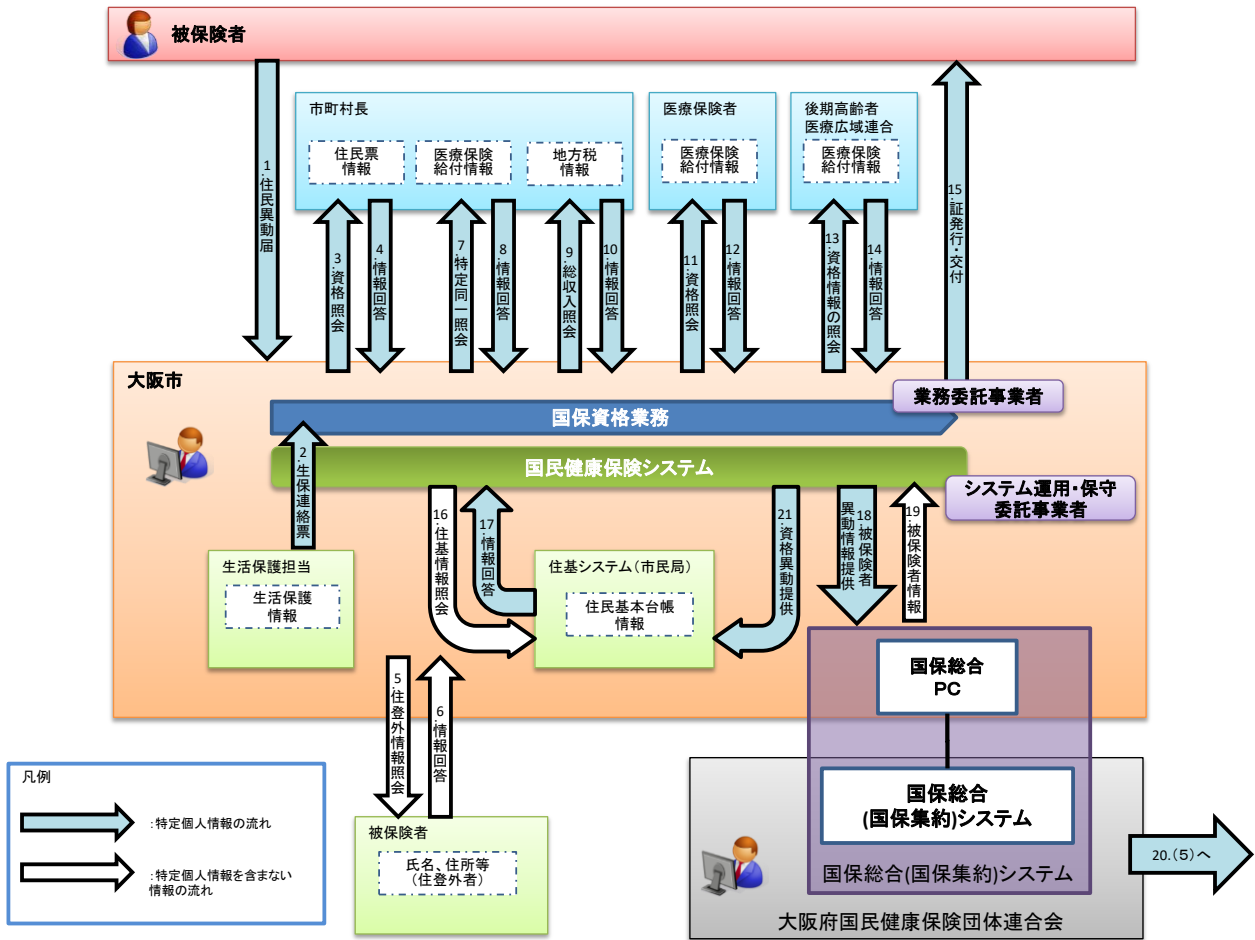 被保険者
市町村長
住民票
情報
医療保険
給付情報
地方税
情報
医療保険者
医療保険
給付情報
後期高齢者
医療広域連合
医療保険
給付情報
1.住民異動届
3.資格照会
4.情報回答
7.特定同一照会
8.情報回答
9.総収入照会
10.情報回答
11.資格照会
12.情報回答
13.資格情報の照会
14.情報回答
15.証発行・交付
大阪市
業務委託事業者
国保資格業務
国民健康保険システム
システム運用・保守
委託事業者
2.生保連絡票
16.住基情報照会
17.情報回答
21.資格異動提供
18.被保険者
異動情報提供
19.被保険者情報
生活保護担当
生活保護
情報
住基システム(市民局)
住民基本台帳
情報
国保総合
PC
5.住登外情報照会
6.情報回答
凡例
:特定個人情報の流れ
:特定個人情報を含まない
情報の流れ
被保険者
氏名、住所等
(住登外者)
国保総合
(国保集約)システム
国保総合(国保集約)システム
大阪府国民健康保険団体連合会
20.(5)へ